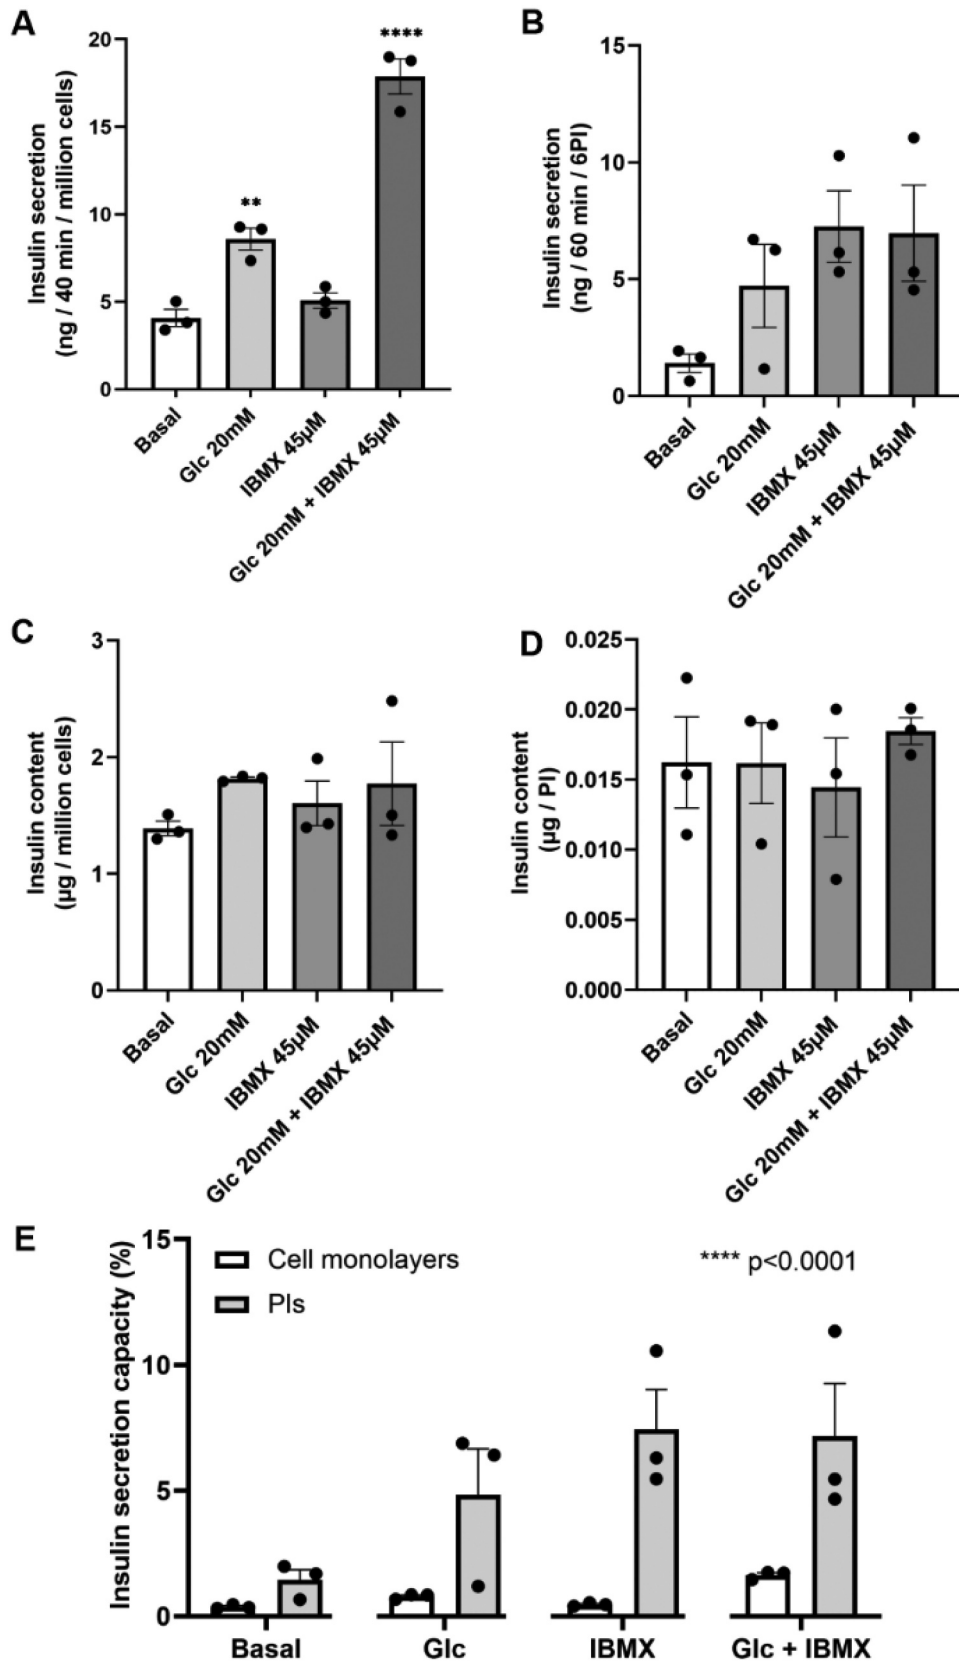 A
Insulin secretion
(ng / 40 min / million cells)
20
15
10
5
0
**
****
Basal
Glc 20mM
IBMX 45µM
Glc 20mM + IBMX 45µM
B
Insulin secretion
(ng / 60 min / 6PI)
15
10
5
0
Basal
Glc 20mM
IBMX 45µM
Glc 20mM + IBMX 45µM
C
Insulin content
(µg / million cells)
3
2
1
0
Basal
Glc 20mM
IBMX 45µM
Glc 20mM + IBMX 45µM
D
Insulin content
(µg / PI)
0.025
0.020
0.015
0.010
0.005
0.000
Basal
Glc 20mM
IBMX 45µM
Glc 20mM + IBMX 45µM
E
Insulin secretion capacity (%)
15
10
5
0
Cell monolayers
PIs
**** p<0.0001
Basal
Glc
IBMX
Glc + IBMX